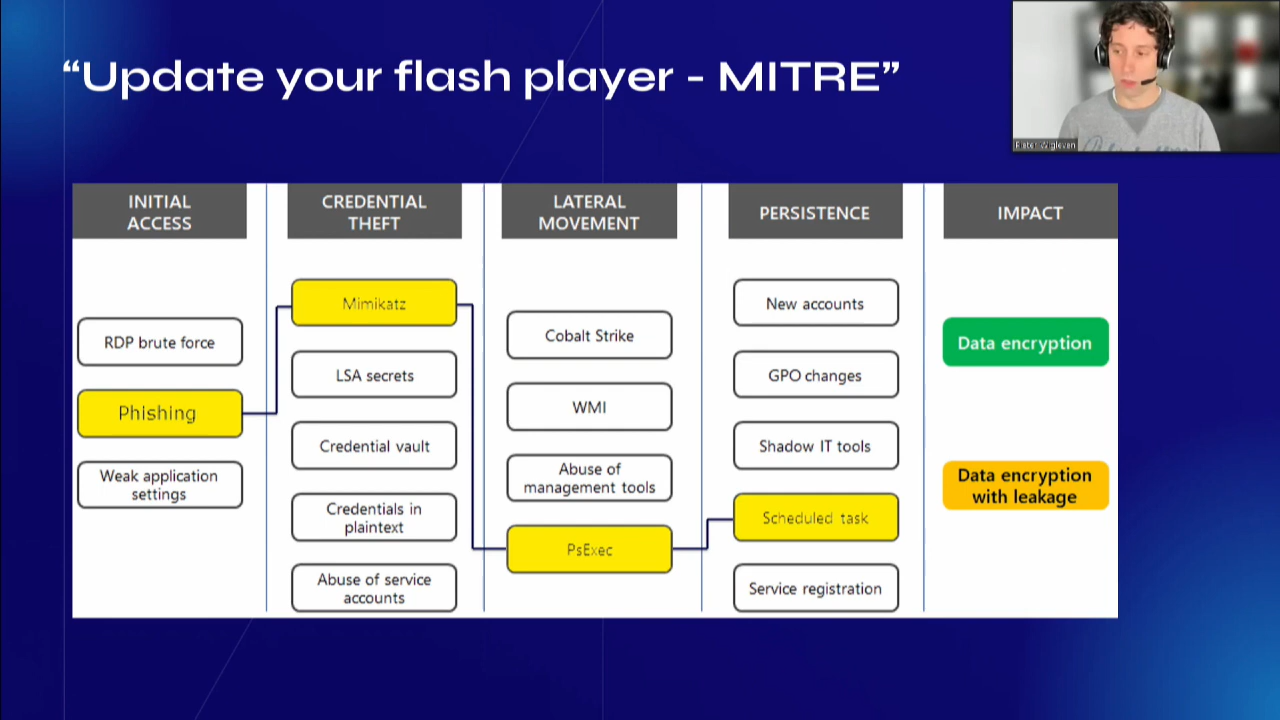 “Update your flash player - MITRE”
Pieter Wigleven
INITIAL
ACCESS
CREDENTIAL
THEFT
LATERAL
MOVEMENT
PERSISTENCE
IMPACT
RDP brute force
Phishing
Weak application
settings
Mimikatz
LSA secrets
Credential vault
Credentials in
plaintext
Abuse of service
accounts
Cobalt Strike
WMI
Abuse of
management tools
PsExec
New accounts
GPO changes
Shadow IT tools
Scheduled task
Service registration
Data encryption
Data encryption
with leakage